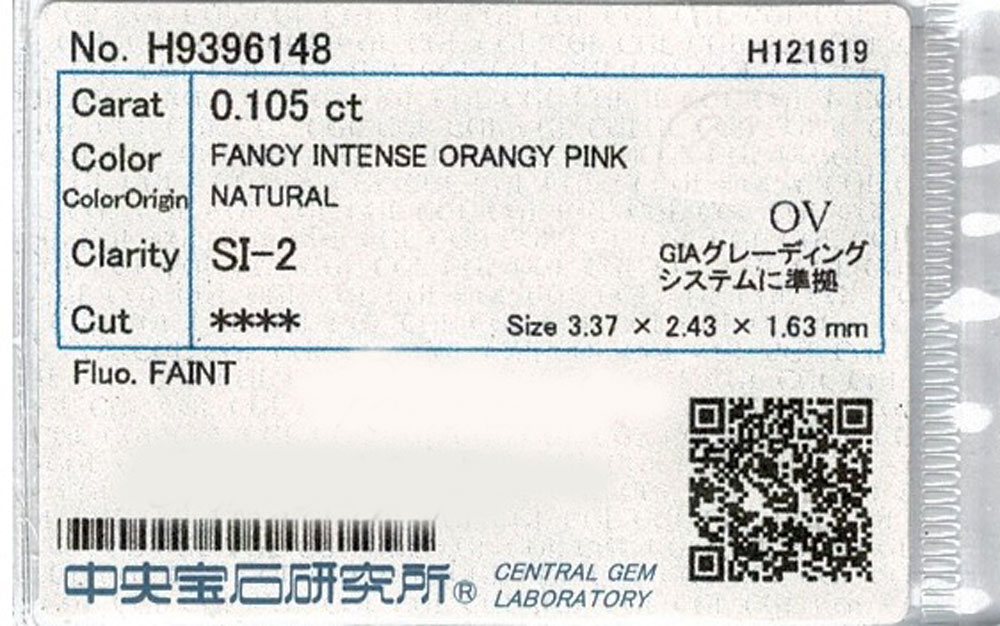 No. H9396148 H121619
Carat 0.105 ct
Color FANCY INTENSE ORANGY PINK
ColorOrigin NATURAL
OV
Clarity SI-2 GIAグレーディング
システムに準拠
Cut **** Size 3.37 × 2.43 × 1.63 mm
Fluo. FAINT
中央宝石研究所® CENTRAL GEM
LABORATORY